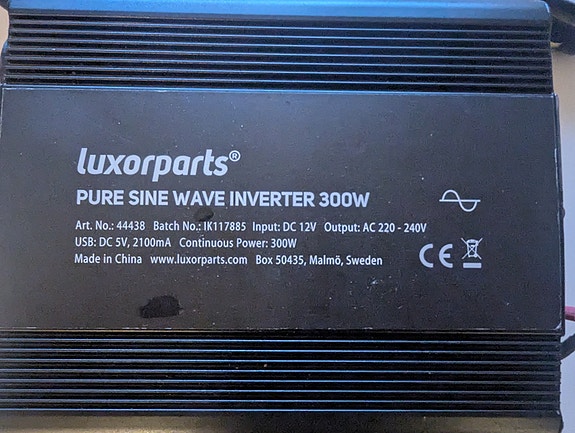 luxorparts®
PURE SINE WAVE INVERTER 300W
Art. No.: 44438 Batch No.: IK117885 Input: DC 12V Output: AC 220 - 240V
USB: DC 5V, 2100mA Continuous Power: 300W
Made in China www.luxorparts.com Box 50435, Malmö, Sweden
CE